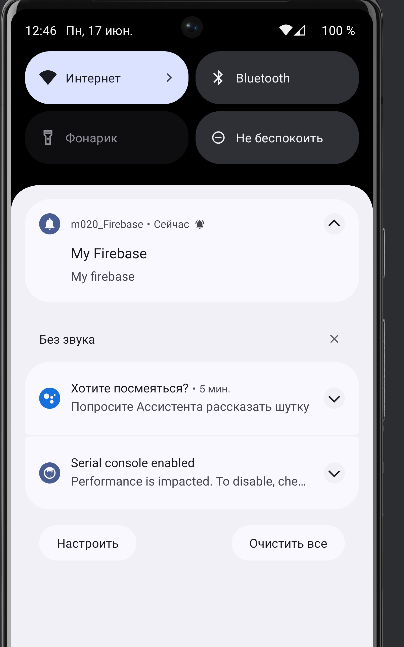 12:46 Пн, 17 июн.
100 %
Интернет
Bluetooth
Фонарик
Не беспокоить
m020_Firebase • Сейчас
My Firebase
My firebase
Без звука
Хотите посмеяться? • 5 мин.
Попросите Ассистента рассказать шутку
Serial console enabled
Performance is impacted. To disable, che…
Настроить
Очистить все